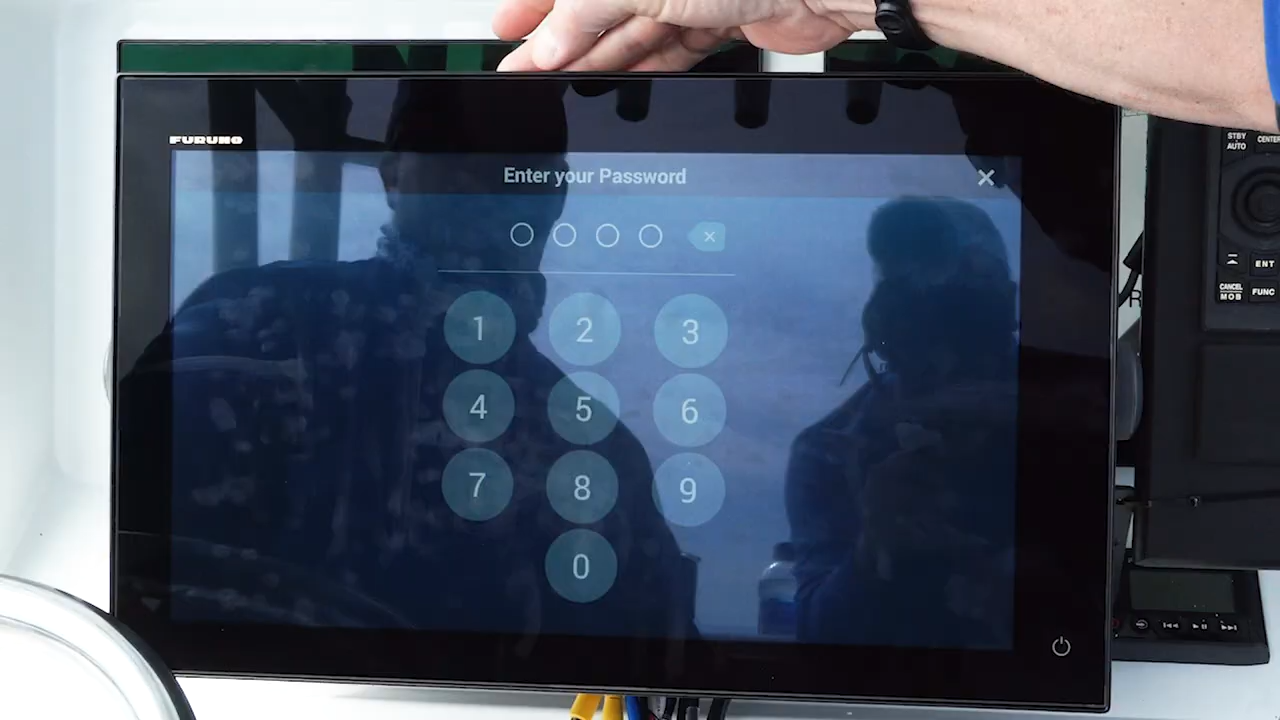 FURUNO
Enter your Password
1 2 3
4 5 6
7 8 9
0
STBY
AUTO
CENTER
ENT
CANCEL
MOB
FUNC
R